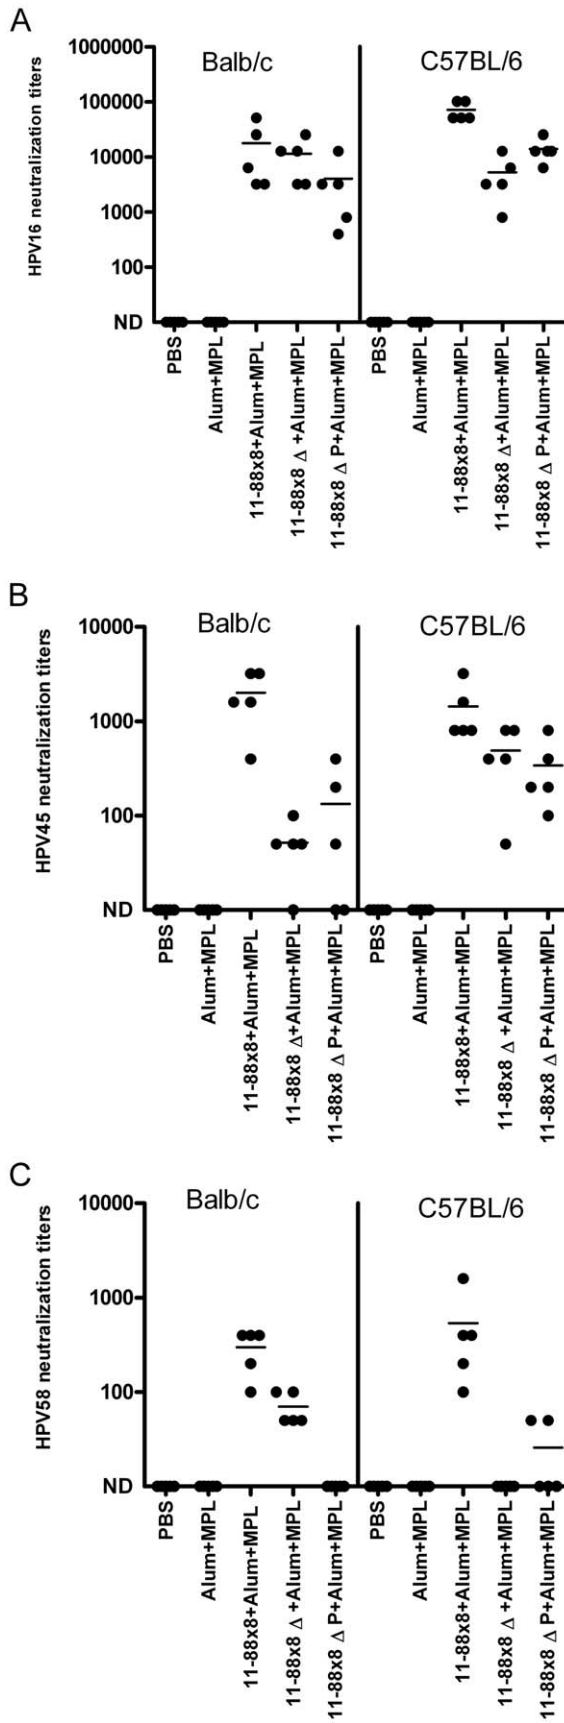 A
HPV16 neutralization titers
1000000
100000
10000
1000
100
ND
Balb/c
C57BL/6
PBS
Alum+MPL
11-88x8+Alum+MPL
11-88x8 Δ +Alum+MPL
11-88x8 Δ P+Alum+MPL
PBS
Alum+MPL
11-88x8+Alum+MPL
11-88x8 Δ +Alum+MPL
11-88x8 Δ P+Alum+MPL
B
HPV45 neutralization titers
10000
1000
100
ND
Balb/c
C57BL/6
PBS
Alum+MPL
11-88x8+Alum+MPL
11-88x8 Δ+Alum+MPL
11-88x8 Δ P+Alum+MPL
PBS
Alum+MPL
11-88x8+Alum+MPL
11-88x8 Δ +Alum+MPL
11-88x8 Δ P+Alum+MPL
C
HPV58 neutralization titers
10000
1000
100
ND
Balb/c
C57BL/6
PBS
Alum+MPL
11-88x8+Alum+MPL
11-88x8 Δ +Alum+MPL
11-88x8 Δ P+Alum+MPL
PBS
Alum+MPL
11-88x8+Alum+MPL
11-88x8 Δ +Alum+MPL
11-88x8 Δ P+Alum+MPL